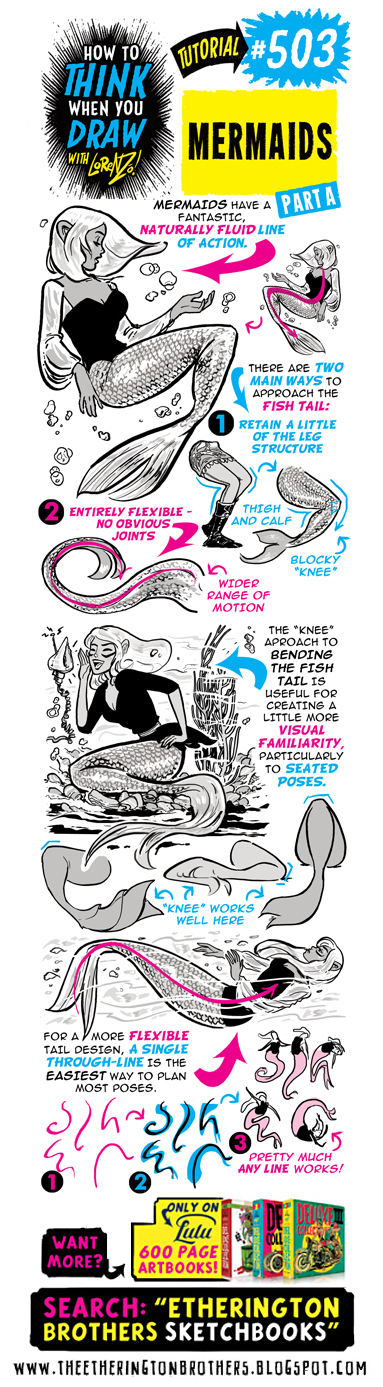 HOW TO
THINK
WHEN YOU
DRAW
WITH LORENZO!
TUTORIAL
#503
MERMAIDS
PART A
MERMAIDS HAVE A
FANTASTIC,
NATURALLY FLUID LINE
OF ACTION.
THERE ARE TWO
MAIN WAYS TO
APPROACH THE
FISH TAIL:
1
RETAIN A LITTLE
OF THE LEG
STRUCTURE
THIGH
AND CALF
BLOCKY
"KNEE"
2
ENTIRELY FLEXIBLE -
NO OBVIOUS
JOINTS
WIDER
RANGE OF
MOTION
THE "KNEE"
APROACH TO
BENDING
THE FISH
TAIL IS
USEFUL FOR
CREATING A
LITTLE MORE
VISUAL
FAMILIARITY,
PARTICULARLY
TO SEATED
POSES.
"KNEE" WORKS
WELL HERE
FOR A MORE FLEXIBLE
TAIL DESIGN, A SINGLE
THROUGH-LINE IS THE
EASIEST WAY TO PLAN
MOST POSES.
1
2
3
PRETTY MUCH
ANY LINE WORKS!
WANT
MORE?
ONLY ON
Lulu
600 PAGE
ARTBOOKS!
DELUXE III
SEARCH: "ETHERINGTON
BROTHERS SKETCHBOOKS"
WWW.THEETHERINGTONBROTHERS.BLOGSPOT.COM